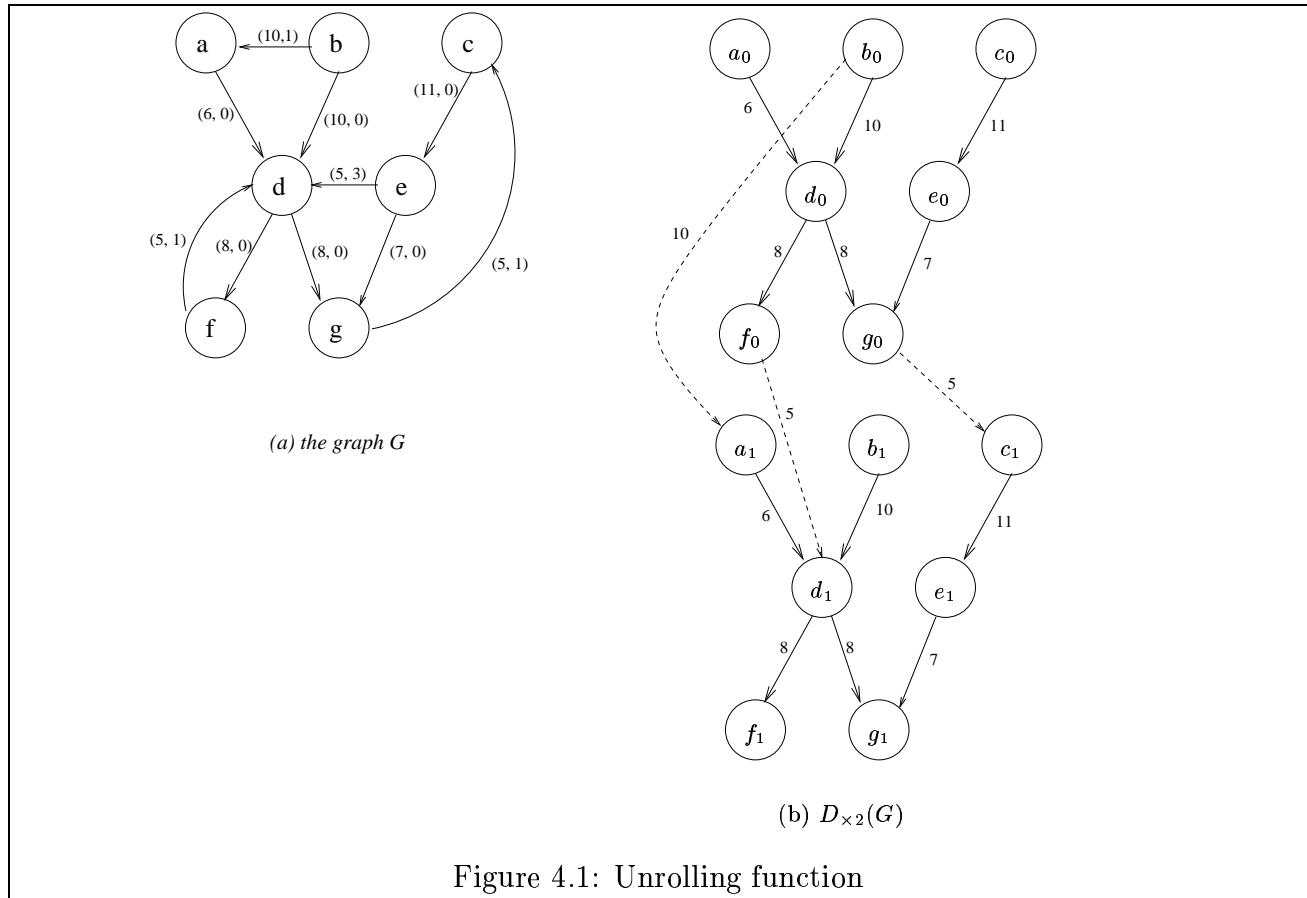 a
b
c
(10,1)
(6, 0)
(10, 0)
(11, 0)
d
e
(5, 3)
(5, 1)
(8, 0)
(8, 0)
(7, 0)
(5, 1)
f
g
(a) the graph G
a0
b0
c0
6
10
11
d0
e0
10
8
8
7
f0
g0
5
5
a1
b1
c1
6
10
11
d1
e1
8
8
7
f1
g1
(b) D×2(G)
Figure 4.1: Unrolling function